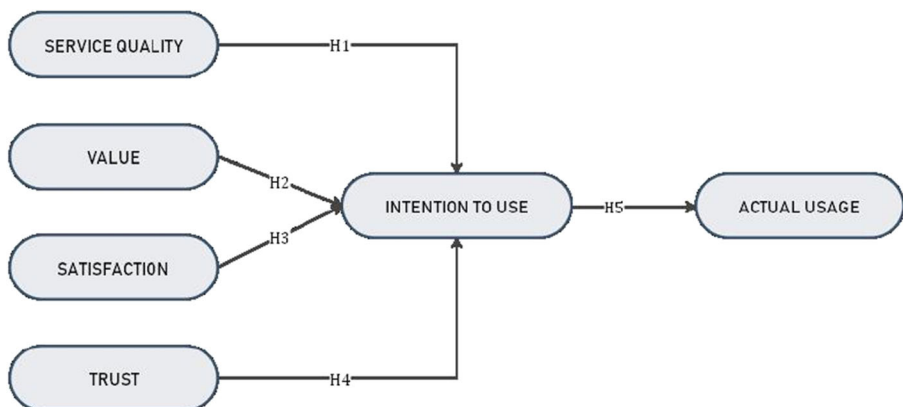 SERVICE QUALITY
H1
VALUE
H2
INTENTION TO USE
H5
ACTUAL USAGE
H3
SATISFACTION
TRUST
H4